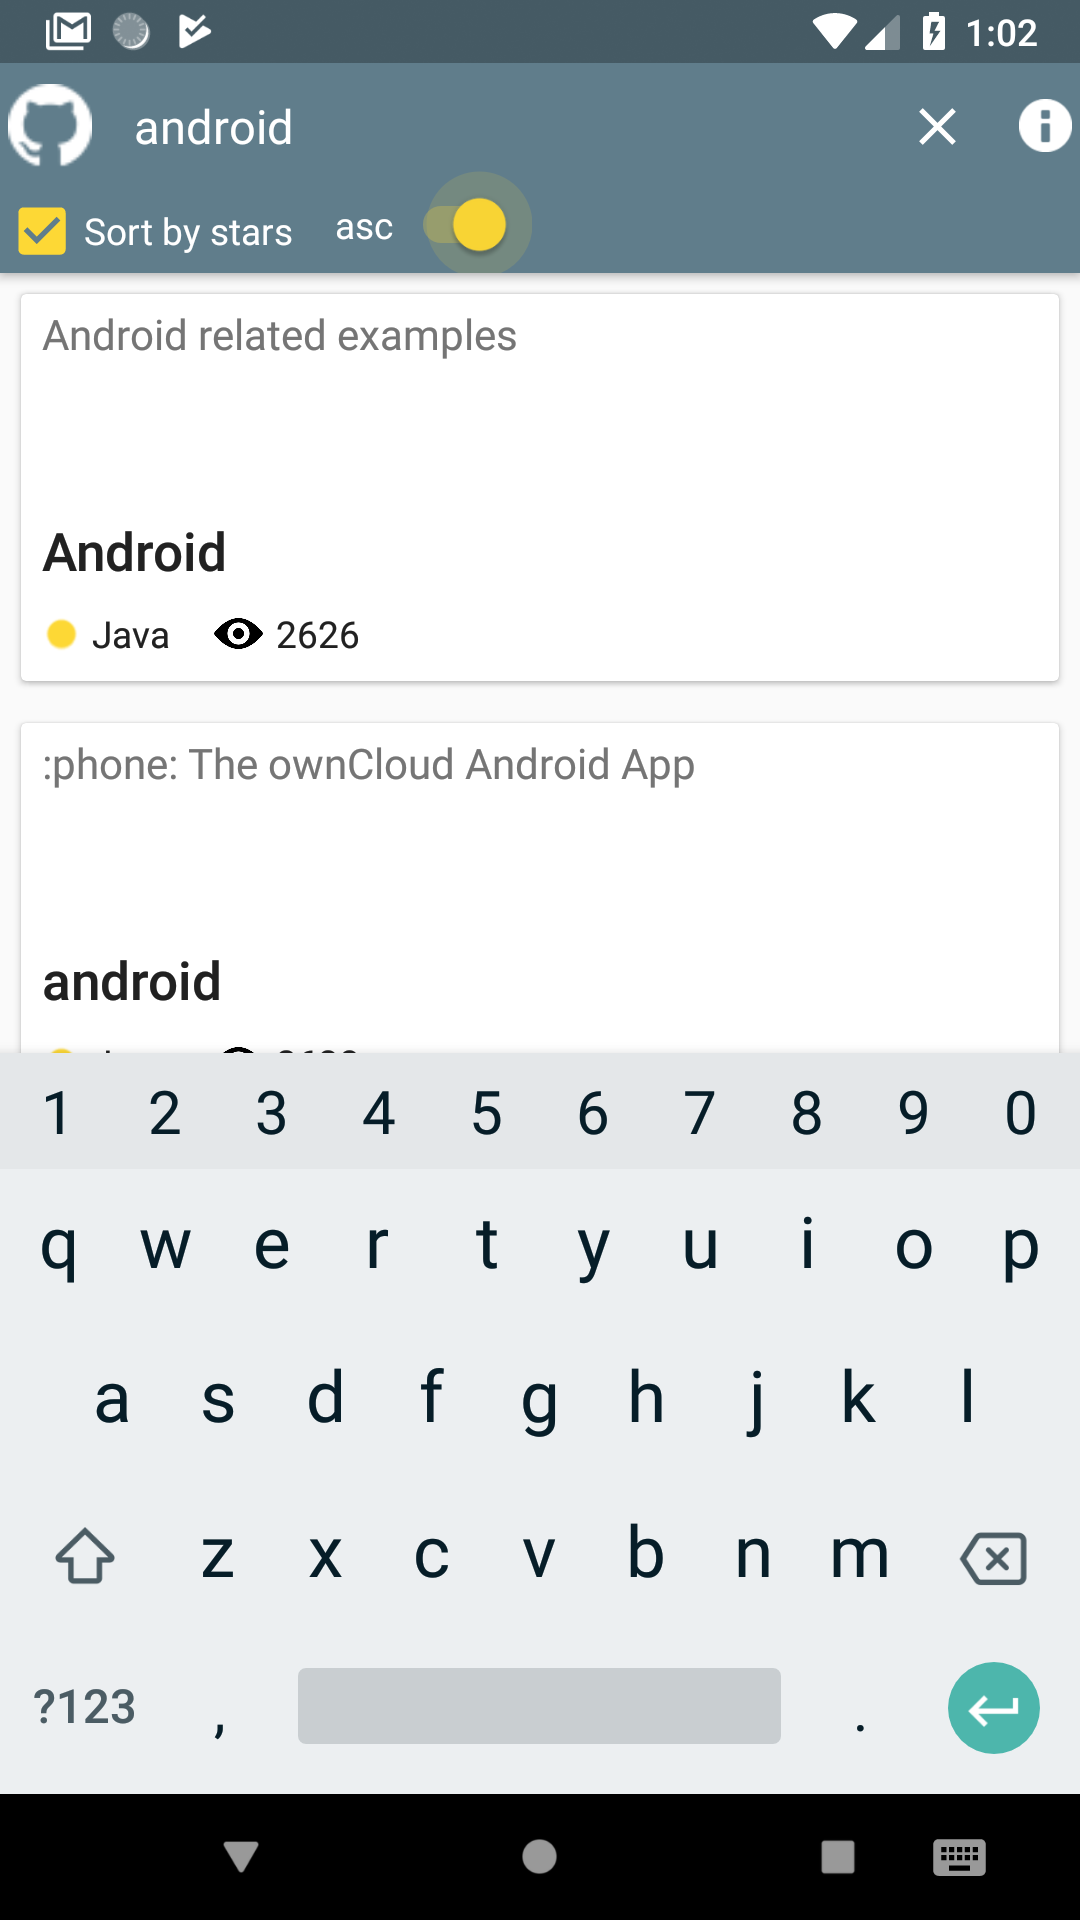 1:02
android
Sort by stars asc
Android related examples
Android
Java 2626
:phone: The ownCloud Android App
android
1 2 3 4 5 6 7 8 9 0
q w e r t y u i o p
a s d f g h j k l
z x c v b n m
?123 , .